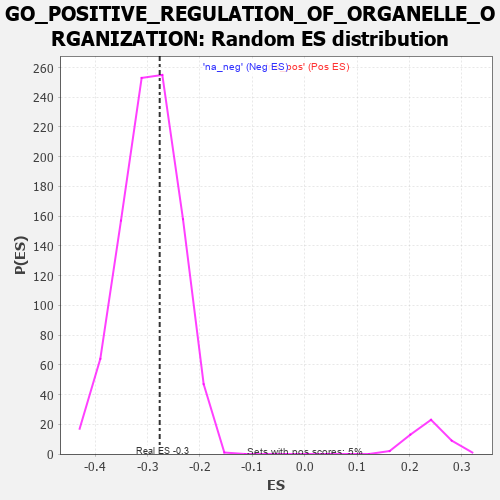 GO_POSITIVE_REGULATION_OF_ORGANELLE_O
RGANIZATION: Random ES distribution
'na_neg' (Neg ES) pos' (Pos ES)
P(ES)
260
240
220
200
180
160
140
120
100
80
60
40
20
0
Real ES -0.3
Sets with pos scores: 5%
-0.4 -0.3 -0.2 -0.1 0.0 0.1 0.2 0.3
ES